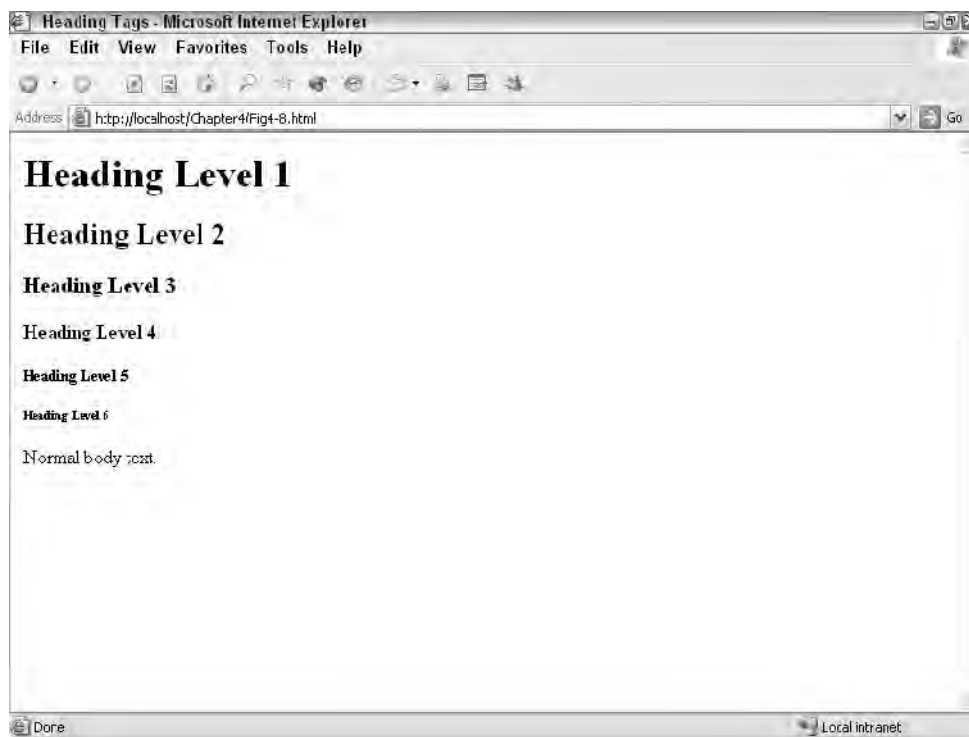 Heading Tags - Microsoft Internet Explorer
File Edit View Favorites Tools Help
Address http://localhost/Chapter4/Fig4-8.html Go
Heading Level 1
Heading Level 2
Heading Level 3
Heading Level 4
Heading Level 5
Heading Level 6
Normal body text.
Done Local intranet